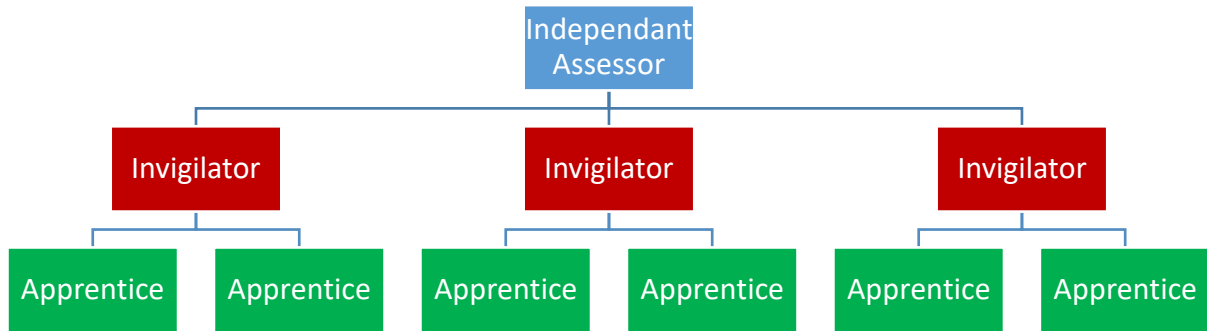 Independant
Assessor
Invigilator
Invigilator
Invigilator
Apprentice
Apprentice
Apprentice
Apprentice
Apprentice
Apprentice